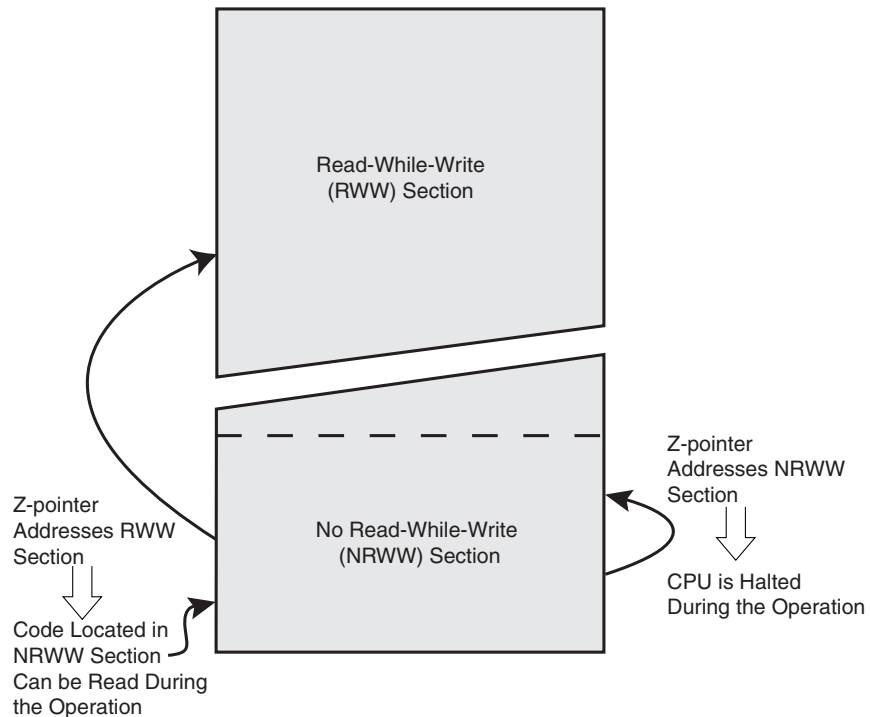 Read-While-Write
(RWW) Section
Z-pointer
Addresses NRWW
Section
Z-pointer
Addresses RWW
Section
No Read-While-Write
(NRWW) Section
CPU is Halted
During the Operation
Code Located in
NRWW Section
Can be Read During
the Operation